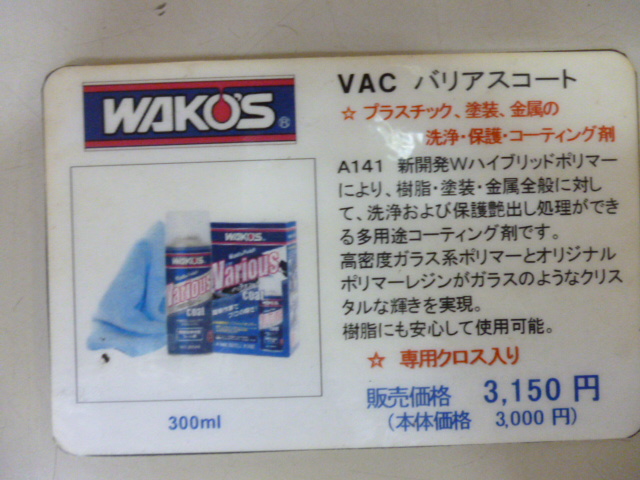 WAKO'S®
VAC バリアスコート
☆ プラスチック、塗装、金属の
洗浄・保護・コーティング剤
A141 新開発Wハイブリッドポリマー
により、樹脂・塗装・金属全般に対し
て、洗浄および保護艶出し処理ができ
る多用途コーティング剤です。
高密度ガラス系ポリマーとオリジナル
ポリマーレジンがガラスのようなクリス
タルな輝きを実現。
樹脂にも安心して使用可能。
☆ 専用クロス入り
販売価格 3,150 円
(本体価格 3,000 円)
WAKO'S
Various
coat
WAKO'S
Various
coat
300ml